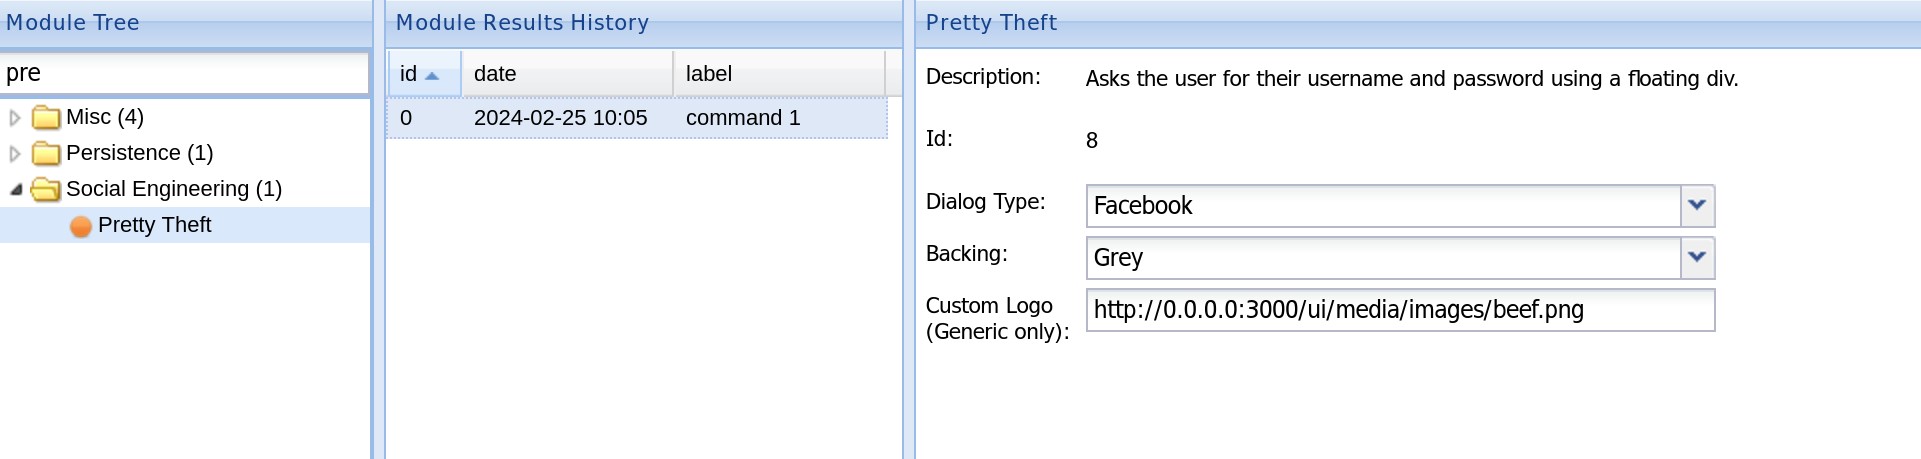 Module Tree
pre
Misc (4)
Persistence (1)
Social Engineering (1)
Pretty Theft
Module Results History
id date label
0 2024-02-25 10:05 command 1
Pretty Theft
Description: Asks the user for their username and password using a floating div.
Id: 8
Dialog Type: Facebook
Backing: Grey
Custom Logo
(Generic only): http://0.0.0.0:3000/ui/media/images/beef.png